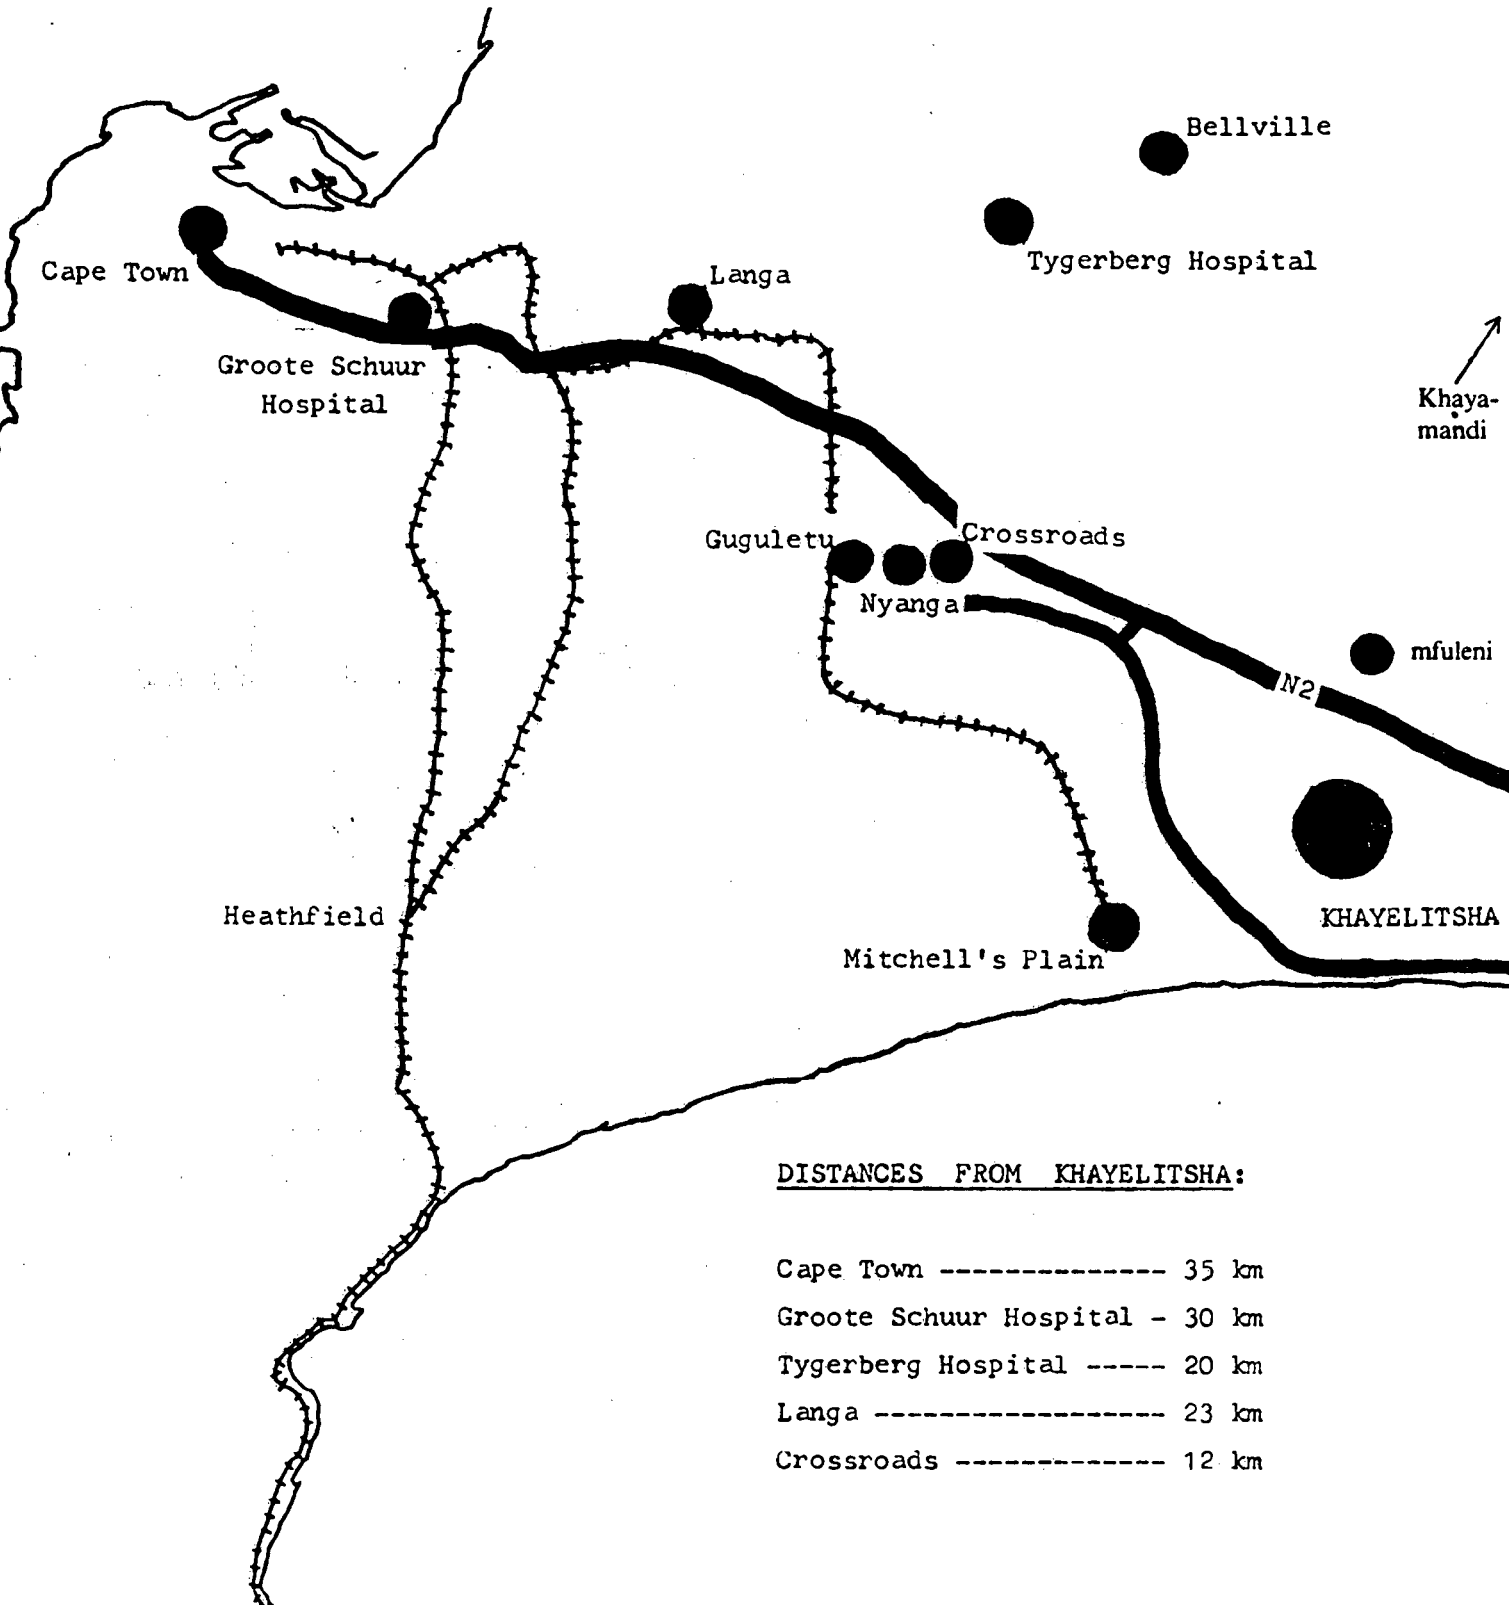 Bellville
Tygerberg Hospital
Cape Town
Langa
Groote Schuur
Hospital
Khaya-
mandi
Guguletu
Crossroads
Nyanga
mfuleni
N2
Heathfield
KHAYELITSHA
Mitchell's Plain
DISTANCES FROM KHAYELITSHA:
Cape Town -------------- 35 km
Groote Schuur Hospital - 30 km
Tygerberg Hospital ----- 20 km
Langa ------------------ 23 km
Crossroads ------------- 12 km